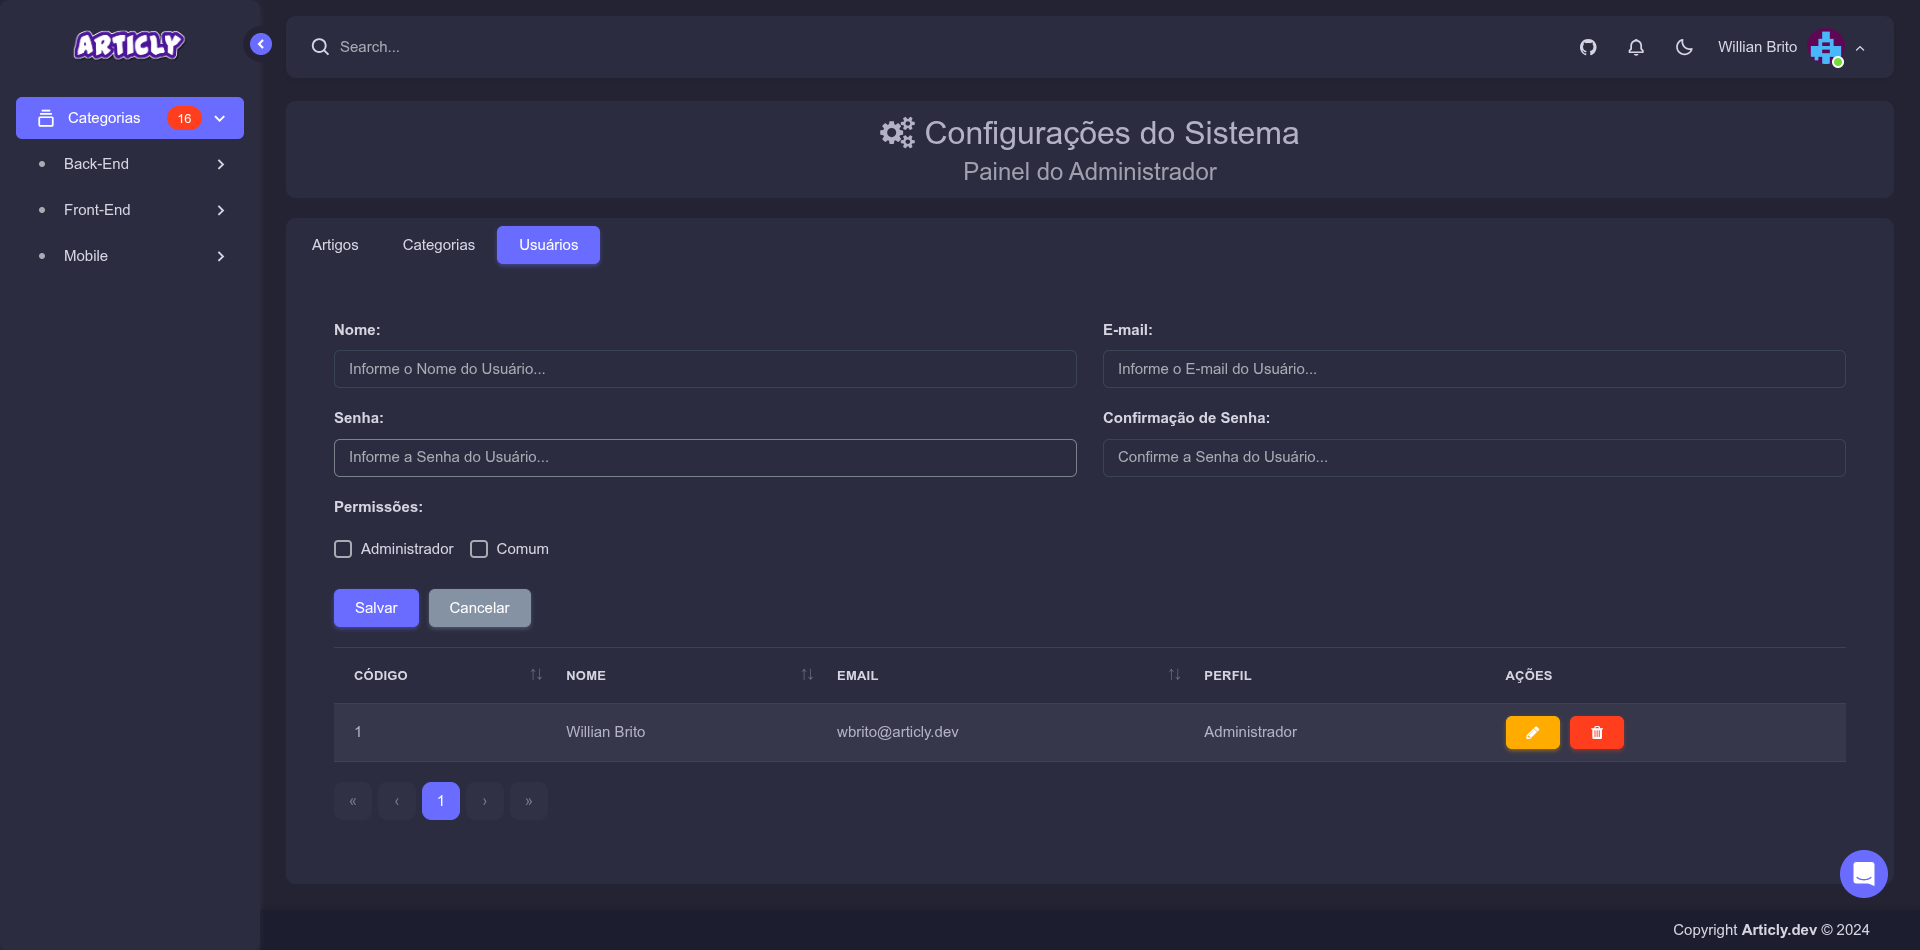 ARTICLY
Search...
Willian Brito
Categorias 16
Back-End
Front-End
Mobile
Configurações do Sistema
Painel do Administrador
Artigos Categorias Usuários
Nome: E-mail:
Informe o Nome do Usuário... Informe o E-mail do Usuário...
Senha: Confirmação de Senha:
Informe a Senha do Usuário... Confirme a Senha do Usuário...
Permissões:
Administrador Comum
Salvar Cancelar
CÓDIGO NOME EMAIL PERFIL AÇÕES
1 Willian Brito wbrito@articly.dev Administrador
« ‹ 1 › »
Copyright Articly.dev © 2024